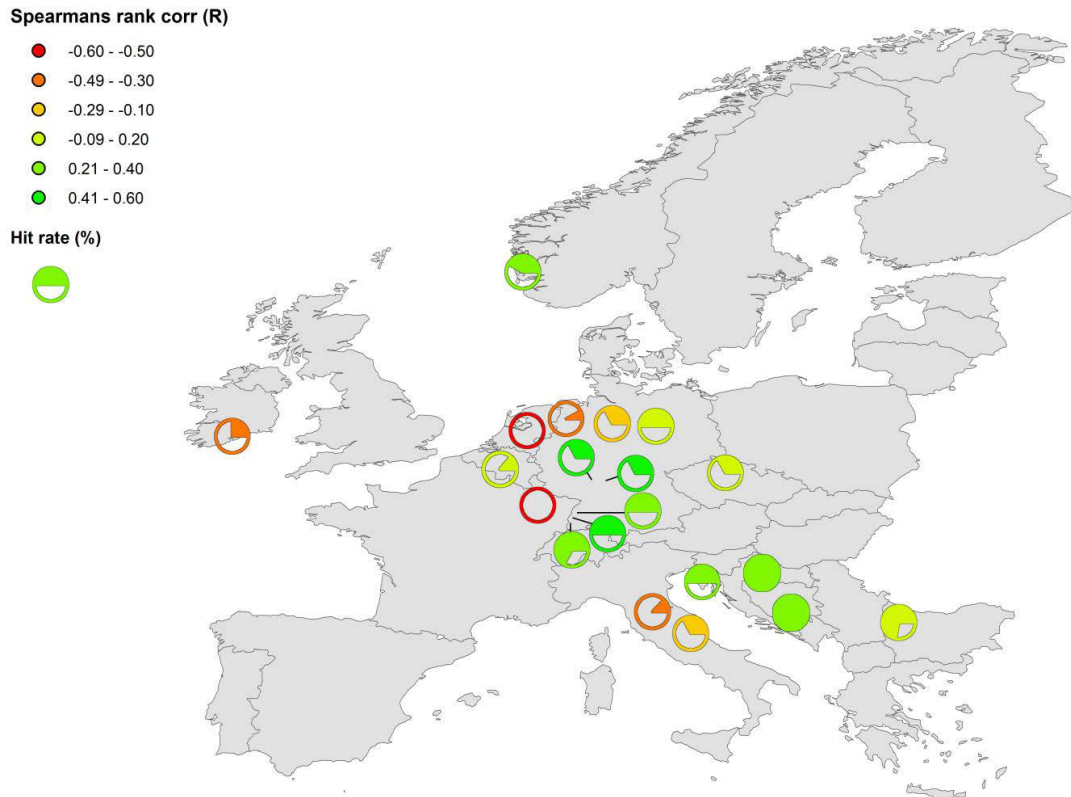 Spearmans rank corr (R)
-0.60 - -0.50
-0.49 - -0.30
-0.29 - -0.10
-0.09 - 0.20
0.21 - 0.40
0.41 - 0.60
Hit rate (%)